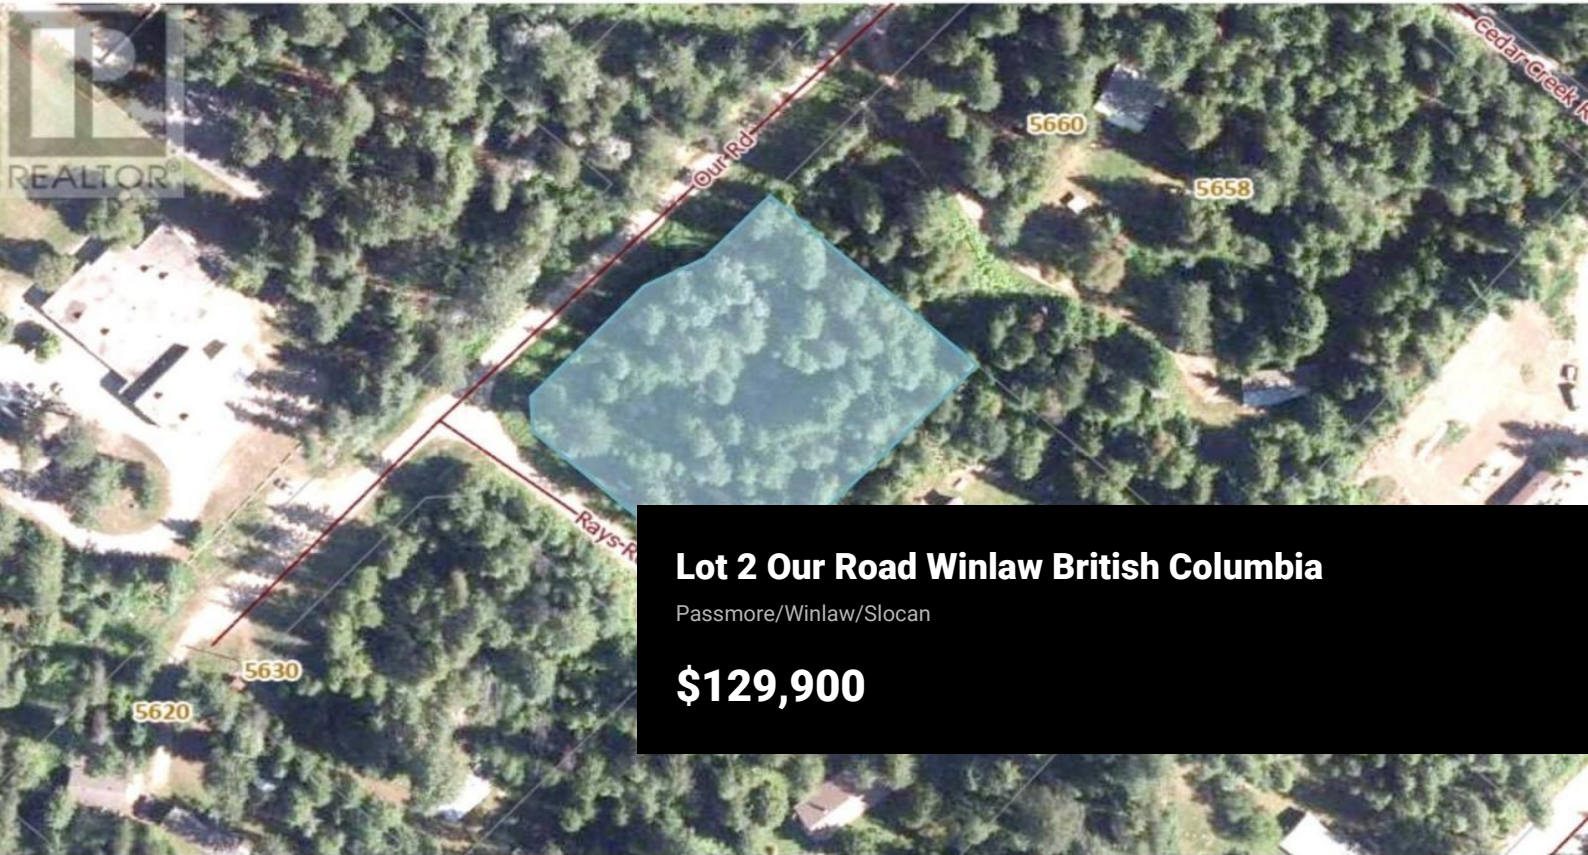 REALTOR®
Cedar Creek R
Our Rd
5660
5658
Rays-R
Lot 2 Our Road Winlaw British Columbia
Passmore/Winlaw/Slocan
$129,900
5630
5620